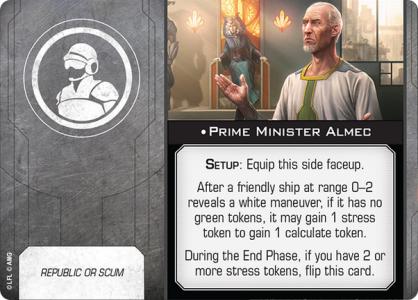 • PRIME MINISTER ALMEC
SETUP: Equip this side faceup.
After a friendly ship at range 0–2
reveals a white maneuver, if it has no
green tokens, it may gain 1 stress
token to gain 1 calculate token.
During the End Phase, if you have 2 or
more stress tokens, flip this card.
REPUBLIC OR SCUM
© LFL © AMG